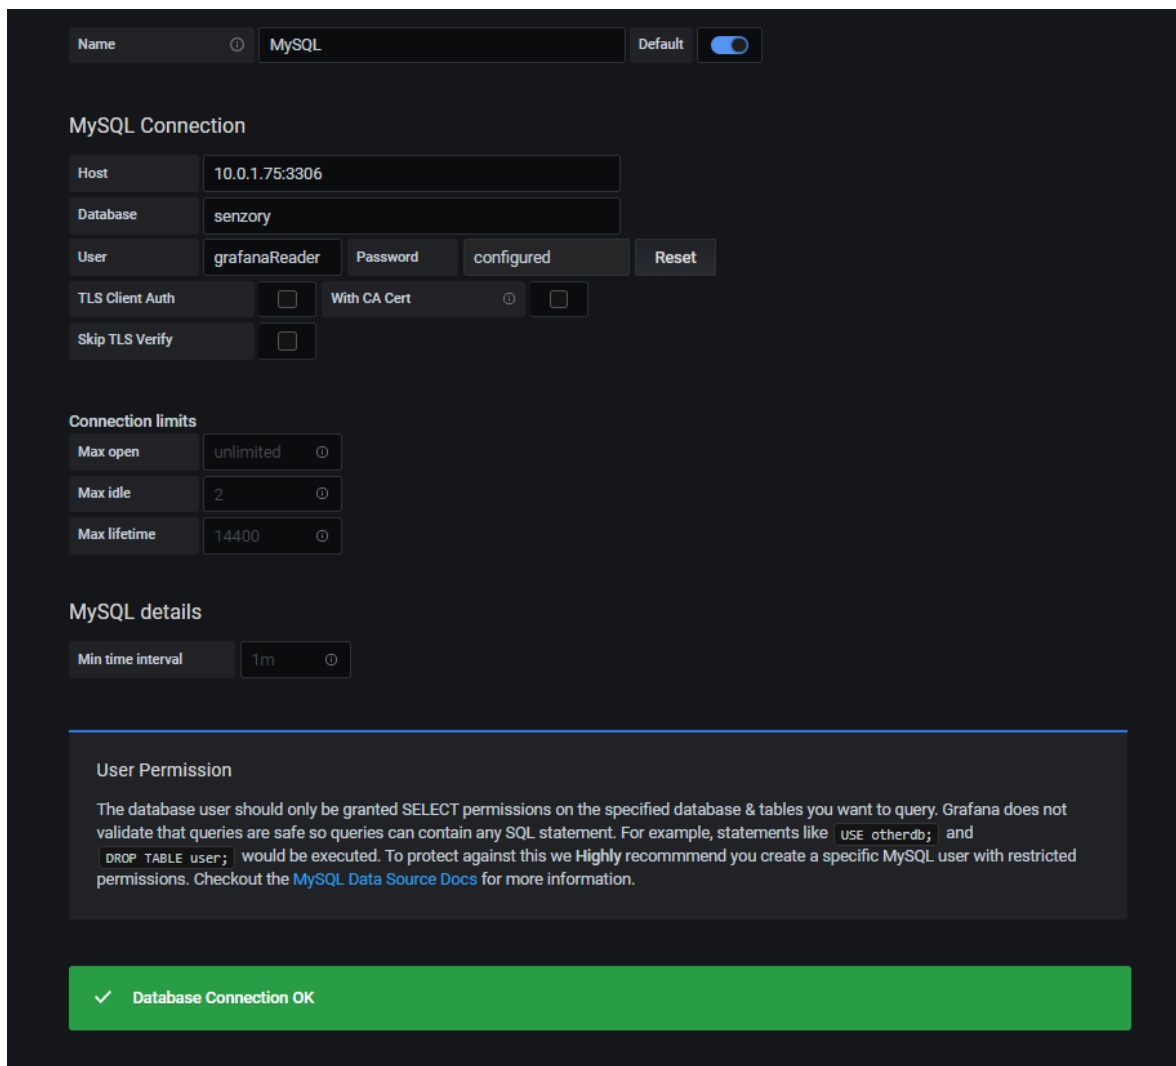 Name MySQL Default
MySQL Connection
Host 10.0.1.75:3306
Database senzory
User grafanaReader Password configured Reset
TLS Client Auth With CA Cert
Skip TLS Verify
Connection limits
Max open unlimited
Max idle 2
Max lifetime 14400
MySQL details
Min time interval 1m
User Permission
The database user should only be granted SELECT permissions on the specified database & tables you want to query. Grafana does not
validate that queries are safe so queries can contain any SQL statement. For example, statements like USE otherdb; and
DROP TABLE user; would be executed. To protect against this we Highly recommmend you create a specific MySQL user with restricted
permissions. Checkout the MySQL Data Source Docs for more information.
Database Connection OK